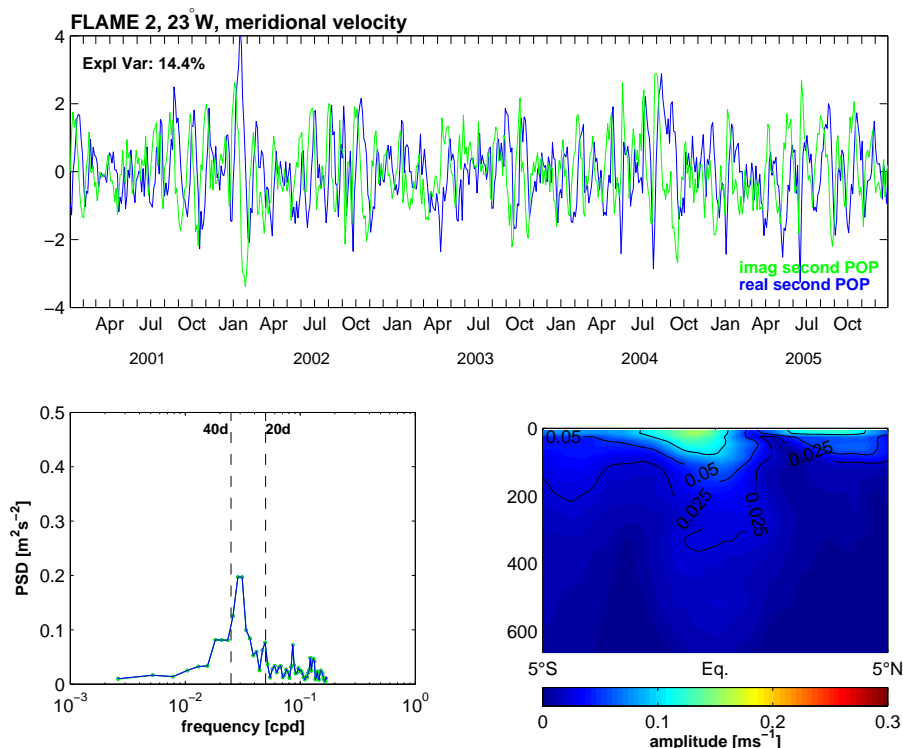 FLAME 2, 23°W, meridional velocity
Expl Var: 14.4%
4
2
0
−2
−4
imag second POP
real second POP
Apr Jul Oct Jan Apr Jul Oct Jan Apr Jul Oct Jan Apr Jul Oct Jan Apr Jul Oct
2001 2002 2003 2004 2005
0.5
0.4
0.3
0.2
0.1
0
40d 20d
PSD [m²s⁻²]
10⁻³ 10⁻² 10⁻¹ 10⁰
frequency [cpd]
0
200
400
600
0.05
0.025
0.05
0.025
0.025
5°S Eq. 5°N
0 0.1 0.2 0.3
amplitude [ms⁻¹]